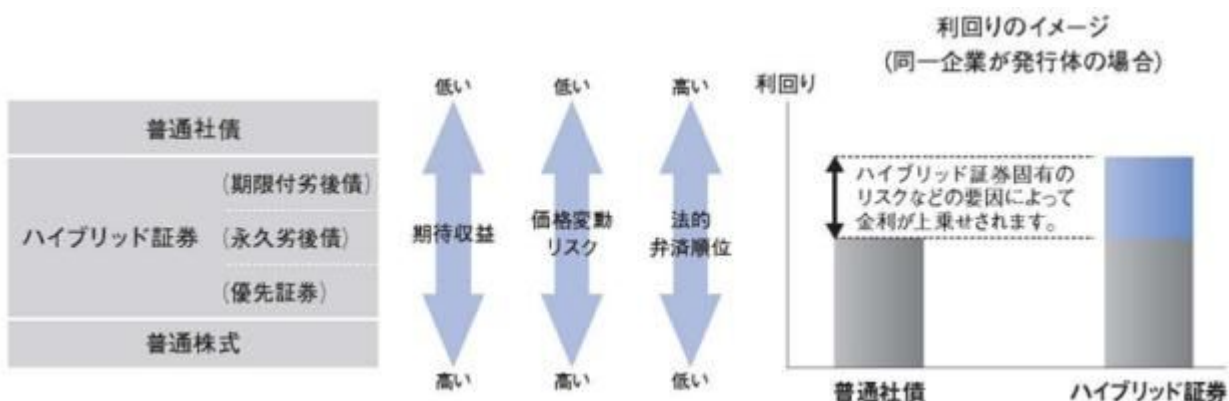 利回りのイメージ
(同一企業が発行体の場合)
低い
低い
高い
利回り
普通社債
ハイブリッド証券
(期限付劣後債)
(永久劣後債)
(優先証券)
普通株式
期待収益
価格変動
リスク
法的
弁済順位
高い
高い
低い
ハイブリッド証券固有の
リスクなどの要因によって
金利が上乗せされます。
普通社債
ハイブリッド証券